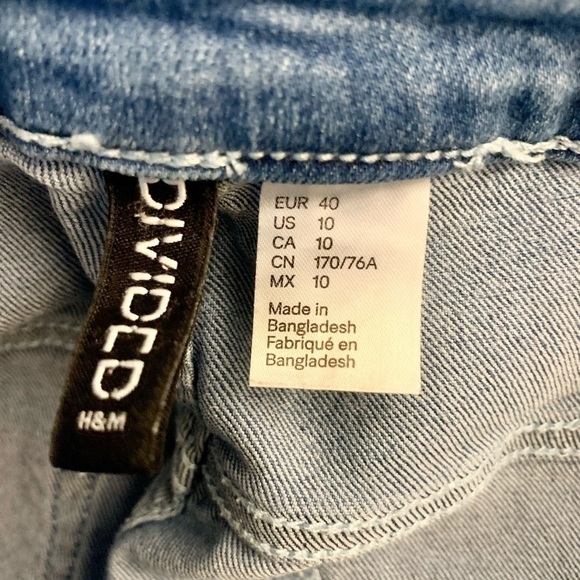 DIVIDED
H&M
EUR 40
US 10
CA 10
CN 170/76A
MX 10
Made in
Bangladesh
Fabriqué en
Bangladesh